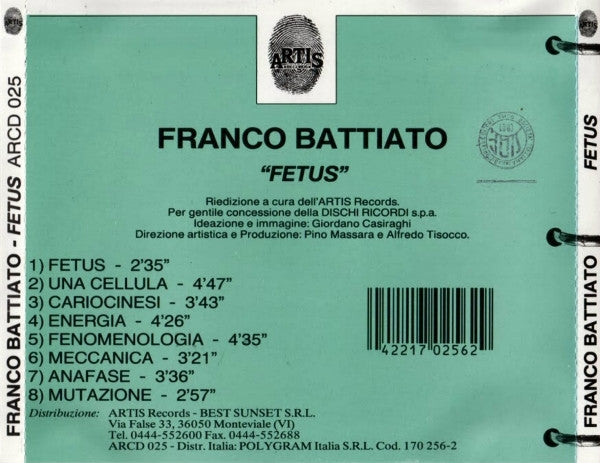 ARTIS
FRANCO BATTIATO - FETUS ARCD 025
ARTIS
RECORDS
FRANCO BATTIATO
“FETUS”
Riedizione a cura dell'ARTIS Records.
Per gentile concessione della DISCHI RICORDI s.p.a.
Ideazione e immagine: Giordano Casiraghi
Direzione artistica e Produzione: Pino Massara e Alfredo Tisocco.
1) FETUS - 2'35”
2) UNA CELLULA - 4'47”
3) CARIOCINESI - 3'43”
4) ENERGIA - 4'26”
5) FENOMENOLOGIA - 4'35”
6) MECCANICA - 3'21”
7) ANAFASE - 3'36”
8) MUTAZIONE - 2'57”
42217 02562
Distribuzione: ARTIS Records - BEST SUNSET S.R.L.
Via False 33, 36050 Monteviale (VI)
Tel. 0444-552600 Fax. 0444-552688
ARCD 025 - Distr. Italia: POLYGRAM Italia S.R.L. Cod. 170 256-2
ARTIS
FETUS
FRANCO BATTIATO -
FETUS